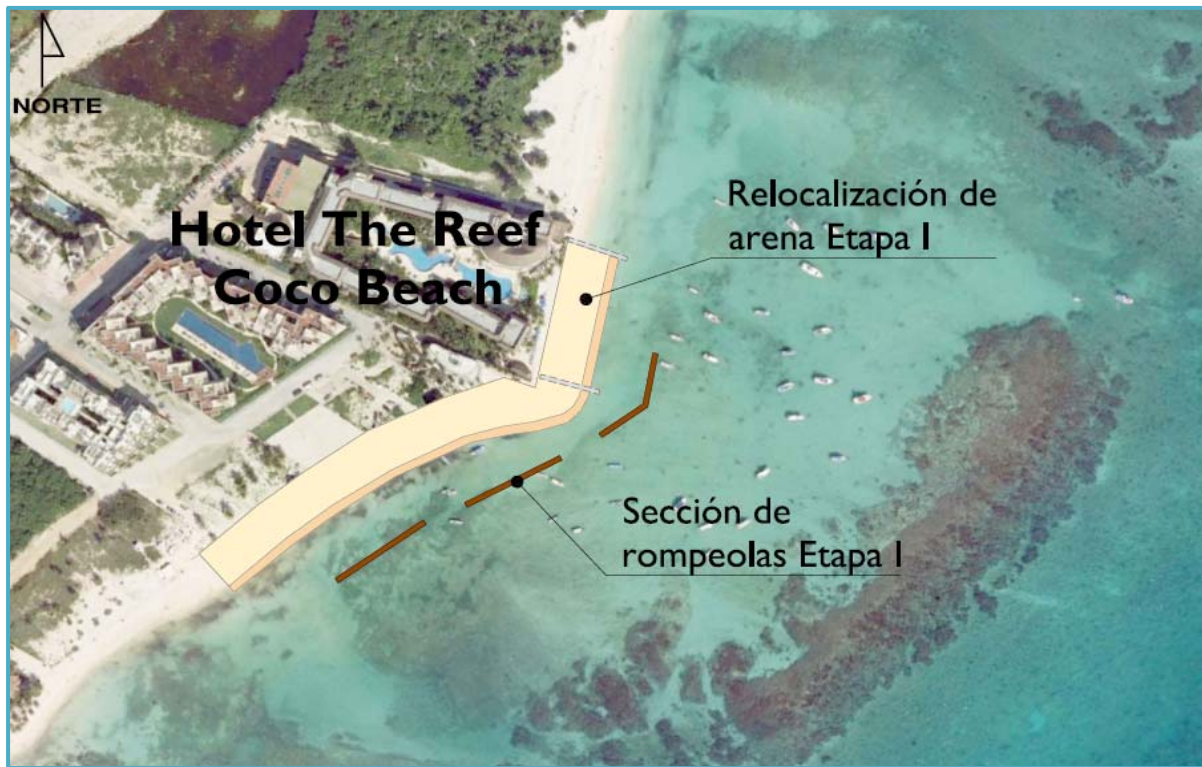 NORTE
Hotel The Reef
Coco Beach
Relocalización de
arena Etapa I
Sección de
rompeolas Etapa I